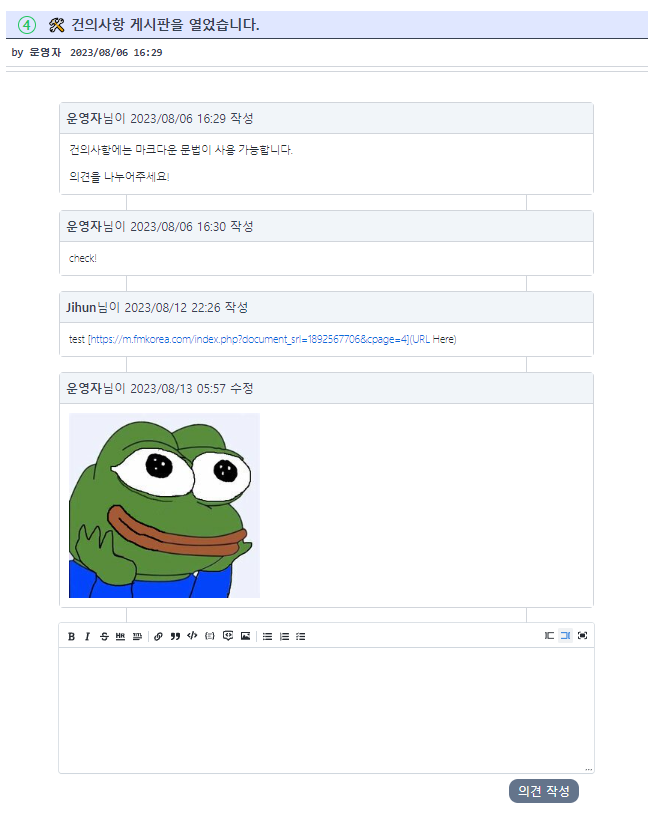 ④ 🛠 건의사항 게시판을 열었습니다.
by 운영자 2023/08/06 16:29
운영자님이 2023/08/06 16:29 작성
건의사항에는 마크다운 문법이 사용 가능합니다.
의견을 나누어주세요!
운영자님이 2023/08/06 16:30 작성
check!
Jihun님이 2023/08/12 22:26 작성
test [https://m.fmkorea.com/index.php?document_srl=1892567706&cpage=4](URL Here)
운영자님이 2023/08/13 05:57 수정
의견 작성